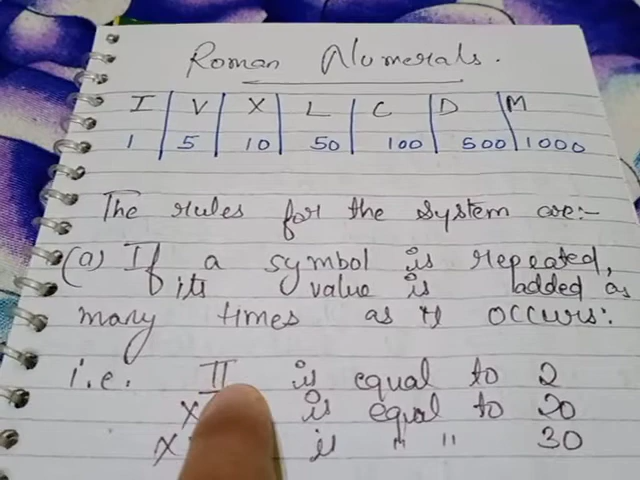 Roman Numerals.
I V X L C D M
1 5 10 50 100 500 1000
The rules for the system are:-
(a) If a symbol is repeated,
its value is added as
many times as it occurs:
i.e. II is equal to 2
X is equal to 20
X is " " 30